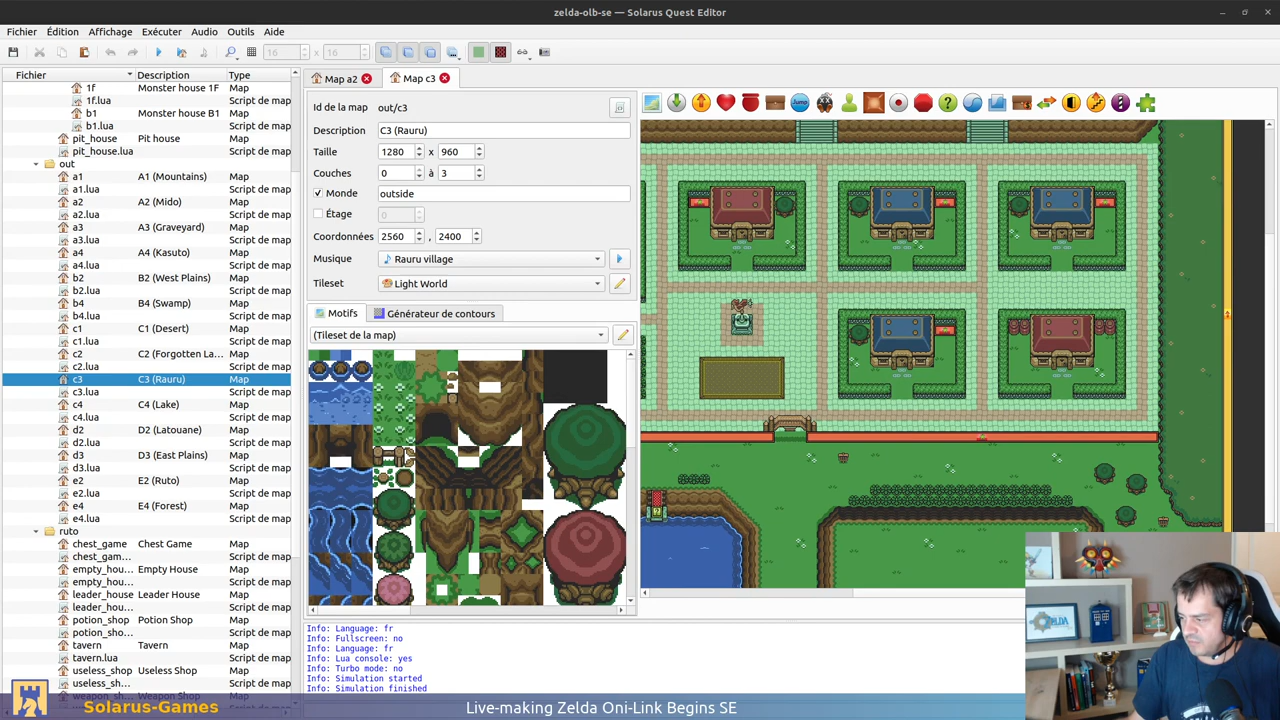 zelda-olb-se — Solarus Quest Editor
Fichier Édition Affichage Exécuter Audio Outils Aide
16 x 16
Fichier Description Type
1f Monster house 1F Map
1f.lua Script de map
b1 Monster house B1 Map
b1.lua Script de map
pit_house Pit house Map
pit_house.lua Script de map
out
a1 A1 (Mountains) Map
a1.lua Script de map
a2 A2 (Mido) Map
a2.lua Script de map
a3 A3 (Graveyard) Map
a3.lua Script de map
a4 A4 (Kasuto) Map
a4.lua Script de map
b2 B2 (West Plains) Map
b2.lua Script de map
b4 B4 (Swamp) Map
b4.lua Script de map
c1 C1 (Desert) Map
c1.lua Script de map
c2 C2 (Forgotten La... Map
c2.lua Script de map
c3 C3 (Rauru) Map
c3.lua Script de map
c4 C4 (Lake) Map
c4.lua Script de map
d2 D2 (Latouane) Map
d2.lua Script de map
d3 D3 (East Plains) Map
d3.lua Script de map
e2 E2 (Ruto) Map
e2.lua Script de map
e4 E4 (Forest) Map
e4.lua Script de map
ruto
chest_game Chest Game Map
chest_gam... Script de map
empty_hou... Empty House Map
empty_hou... Script de map
leader_hou... Leader House Map
leader_hou... Script de map
potion_shop Potion Shop Map
potion_sho... Script de map
tavern Tavern Map
tavern.lua Script de map
useless_shop Useless Shop Map
useless_sh... Script de map
weapon_sh... Weapon Shop Map
Map a2 Map c3
Id de la map out/c3
Description C3 (Rauru)
Taille 1280 x 960
Couches 0 à 3
Monde outside
Étage 0
Coordonnées 2560 , 2400
Musique Rauru village
Tileset Light World
Motifs Générateur de contours
(Tileset de la map)
Jump
Info: Language: fr
Info: Fullscreen: no
Info: Language: fr
Info: Lua console: yes
Info: Turbo mode: no
Info: Simulation started
Info: Simulation finished
ZELDA
Solarus-Games
Live-making Zelda Oni-Link Begins SE